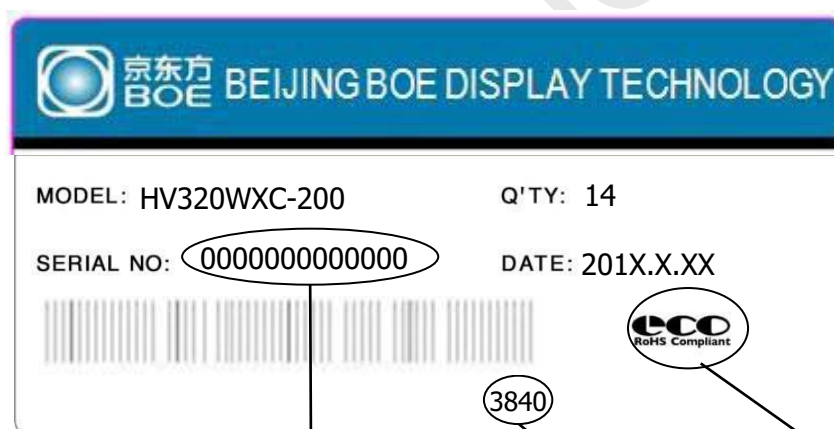 京东方
BOE BEIJING BOE DISPLAY TECHNOLOGY
MODEL: HV320WXC-200 Q'TY: 14
SERIAL NO: 0000000000000 DATE: 201X.X.XX
eco
RoHS Compliant
3840